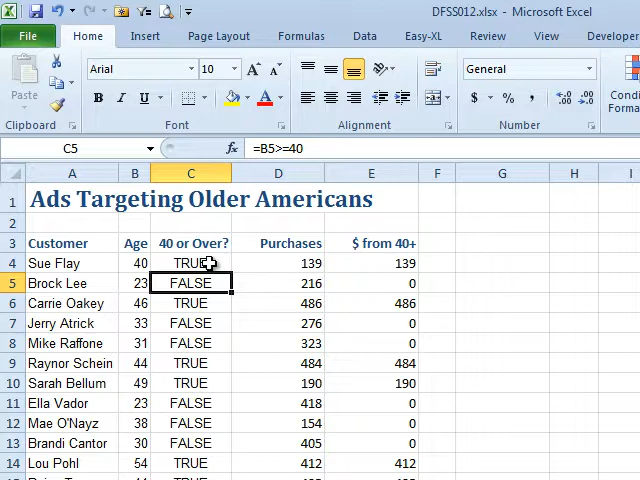 DFSS012.xlsx - Microsoft Excel
File Home Insert Page Layout Formulas Data Easy-XL Review View Developer
Paste Arial 10 A A General
B I U A $ % , .0 .00 .00 .0 Condi
Forma
Clipboard Font Alignment Number
C5 fx =B5>=40
A B C D E F G H I
1 Ads Targeting Older Americans
2
3 Customer Age 40 or Over? Purchases $ from 40+
4 Sue Flay 40 TRUE 139 139
5 Brock Lee 23 FALSE 216 0
6 Carrie Oakey 46 TRUE 486 486
7 Jerry Atrick 33 FALSE 276 0
8 Mike Raffone 31 FALSE 323 0
9 Raynor Schein 44 TRUE 484 484
10 Sarah Bellum 49 TRUE 190 190
11 Ella Vador 23 FALSE 418 0
12 Mae O'Nayz 38 FALSE 154 0
13 Brandi Cantor 30 FALSE 405 0
14 Lou Pohl 54 TRUE 412 412